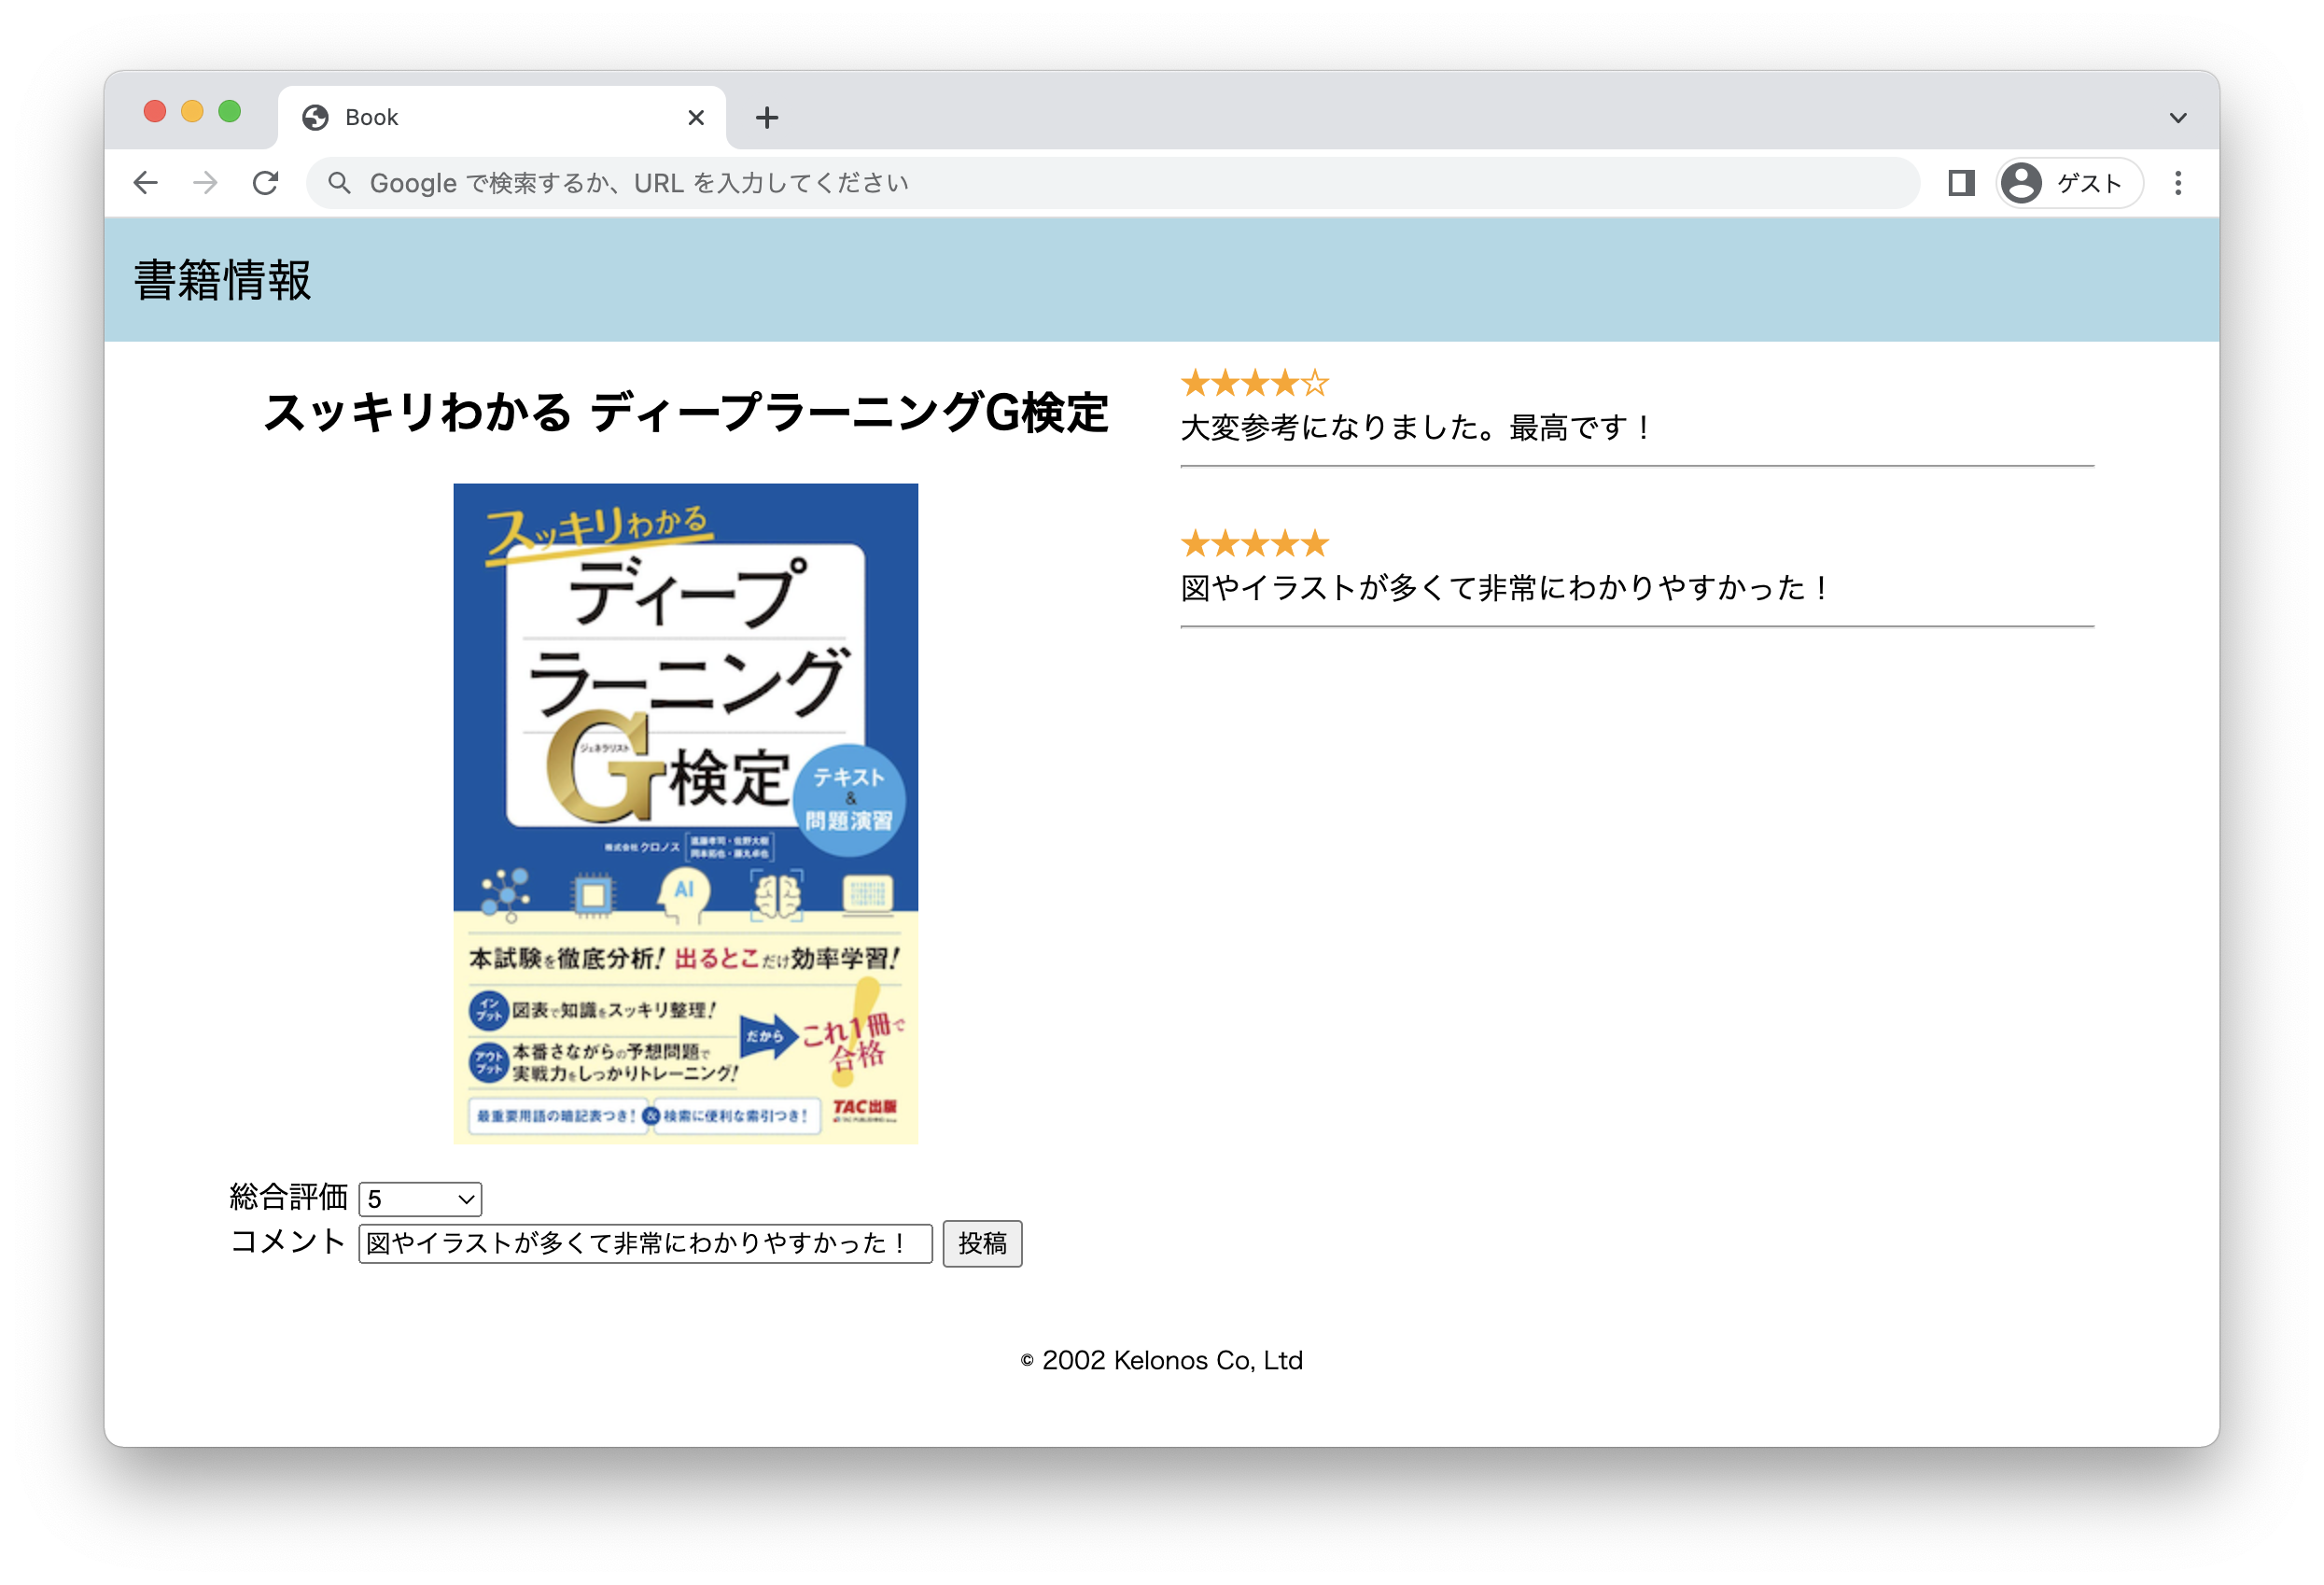 Book
Google で検索するか、URL を入力してください
ゲスト
書籍情報
スッキリわかる ディープラーニングG検定
スッキリわかる
ディープ
ラーニング
ジェネラリスト
G検定
テキスト
&
問題演習
株式会社クロノス
AI
本試験を徹底分析！出るとこだけ効率学習！
インプット
図表で知識をスッキリ整理！
アウトプット
本番さながらの予想問題で
実戦力をしっかりトレーニング！
だから
これ1冊で
合格
最重要用語の暗記表つき！ & 検索に便利な索引つき！
TAC出版
総合評価 5
コメント 図やイラストが多くて非常にわかりやすかった！ 投稿
★★★★☆
大変参考になりました。最高です！
★★★★★
図やイラストが多くて非常にわかりやすかった！
© 2002 Kelonos Co, Ltd